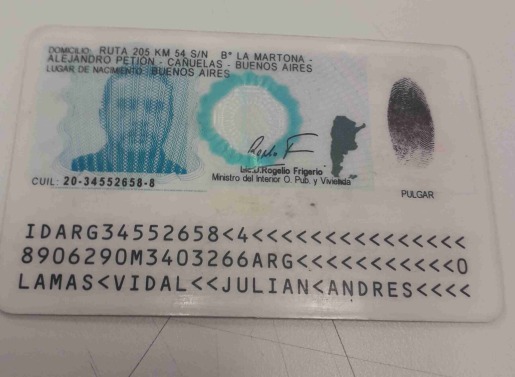 DOMICILIO: RUTA 205 KM 54 S/N Bº LA MARTONA -
ALEJANDRO PETION - CAÑUELAS - BUENOS AIRES
LUGAR DE NACIMIENTO: BUENOS AIRES
Lic. Rogelio Frigerio
Ministro del Interior O. Pub. y Vivienda
CUIL: 20-34552658-8
PULGAR
IDARG34552658<4<<<<<<<<<<<<<<<
8906290M3403266ARG<<<<<<<<<<<0
LAMAS<VIDAL<<JULIAN<ANDRES<<<<